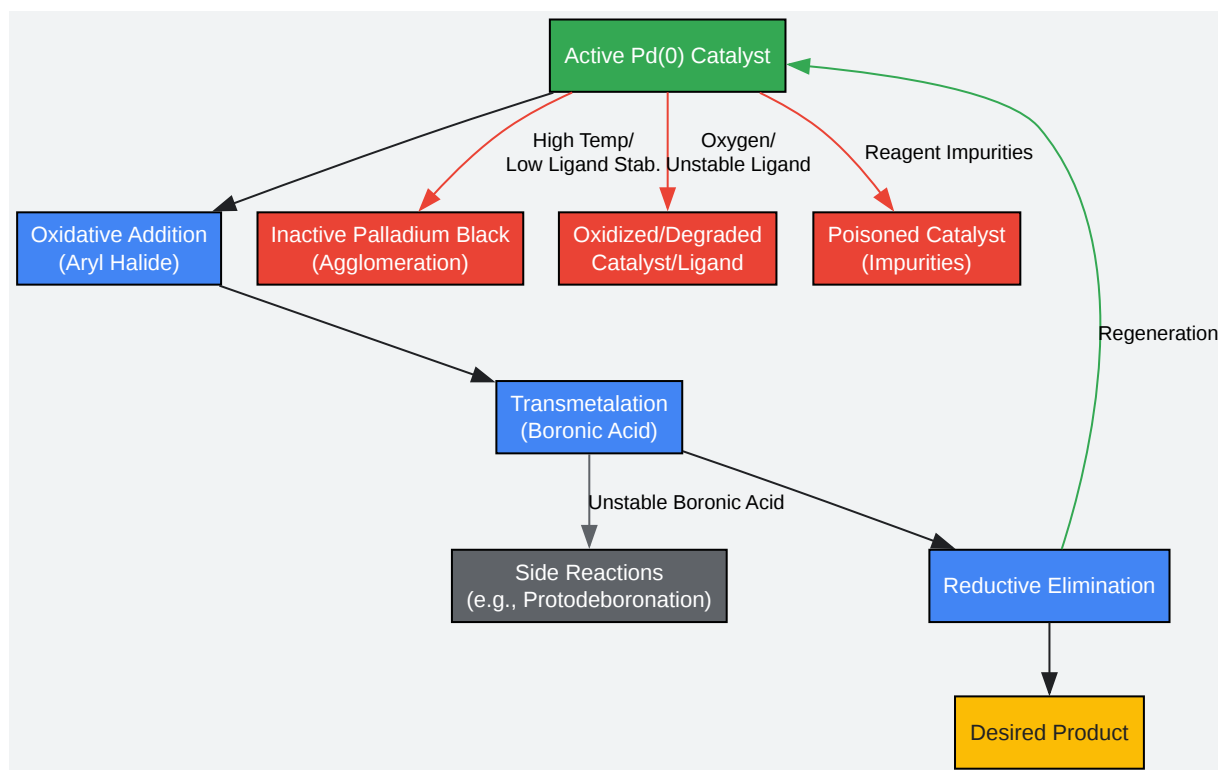 Active Pd(0) Catalyst
High Temp/
Low Ligand Stab.
Oxygen/
Unstable Ligand
Reagent Impurities
Oxidative Addition
(Aryl Halide)
Inactive Palladium Black
(Agglomeration)
Oxidized/Degraded
Catalyst/Ligand
Poisoned Catalyst
(Impurities)
Regeneration
Transmetalation
(Boronic Acid)
Unstable Boronic Acid
Side Reactions
(e.g., Protodeboronation)
Reductive Elimination
Desired Product